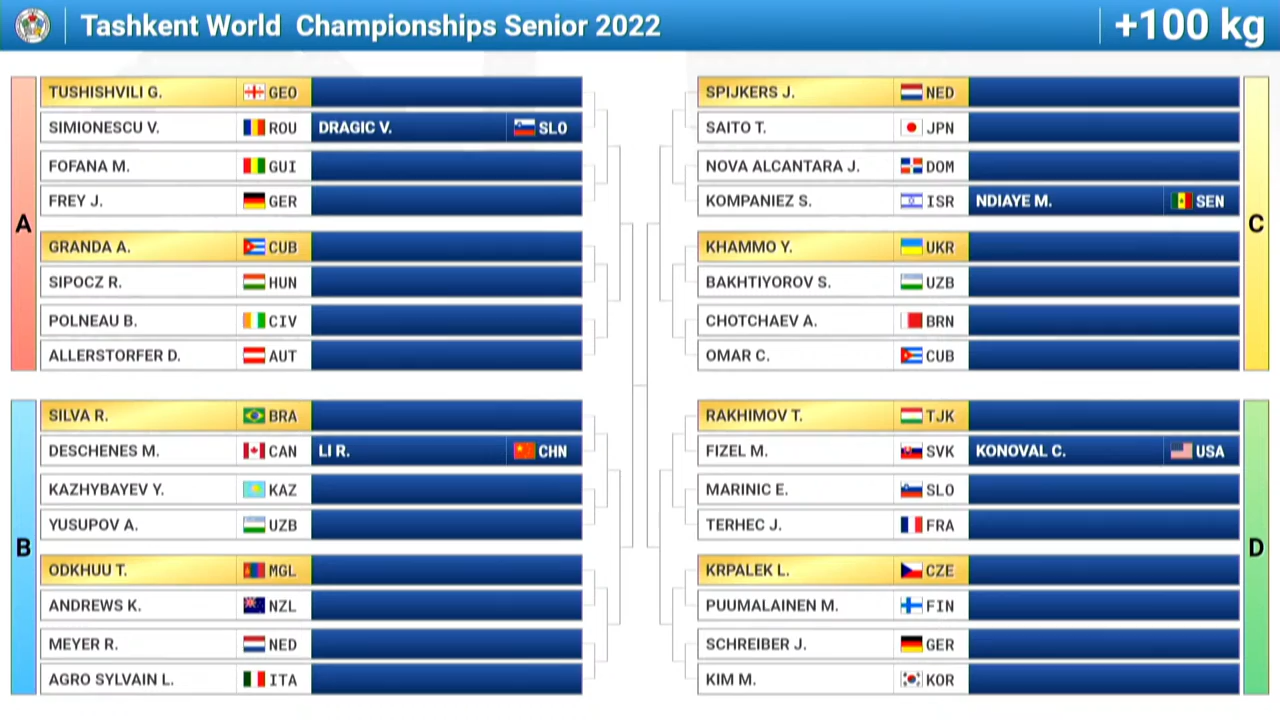 Tashkent World Championships Senior 2022
+100 kg
A
TUSHISHVILI G. GEO
SIMIONESCU V. ROU DRAGIC V. SLO
FOFANA M. GUI
FREY J. GER
GRANDA A. CUB
SIPOCZ R. HUN
POLNEAU B. CIV
ALLERSTORFER D. AUT
B
SILVA R. BRA
DESCHENES M. CAN LI R. CHN
KAZHYBAYEV Y. KAZ
YUSUPOV A. UZB
ODKHUU T. MGL
ANDREWS K. NZL
MEYER R. NED
AGRO SYLVAIN L. ITA
C
SPIJKERS J. NED
SAITO T. JPN
NOVA ALCANTARA J. DOM
KOMPANIEZ S. ISR NDIAYE M. SEN
KHAMMO Y. UKR
BAKHTIYOROV S. UZB
CHOTCHAEV A. BRN
OMAR C. CUB
D
RAKHIMOV T. TJK
FIZEL M. SVK KONOVAL C. USA
MARINIC E. SLO
TERHEC J. FRA
KRPALEK L. CZE
PUUMALAINEN M. FIN
SCHREIBER J. GER
KIM M. KOR